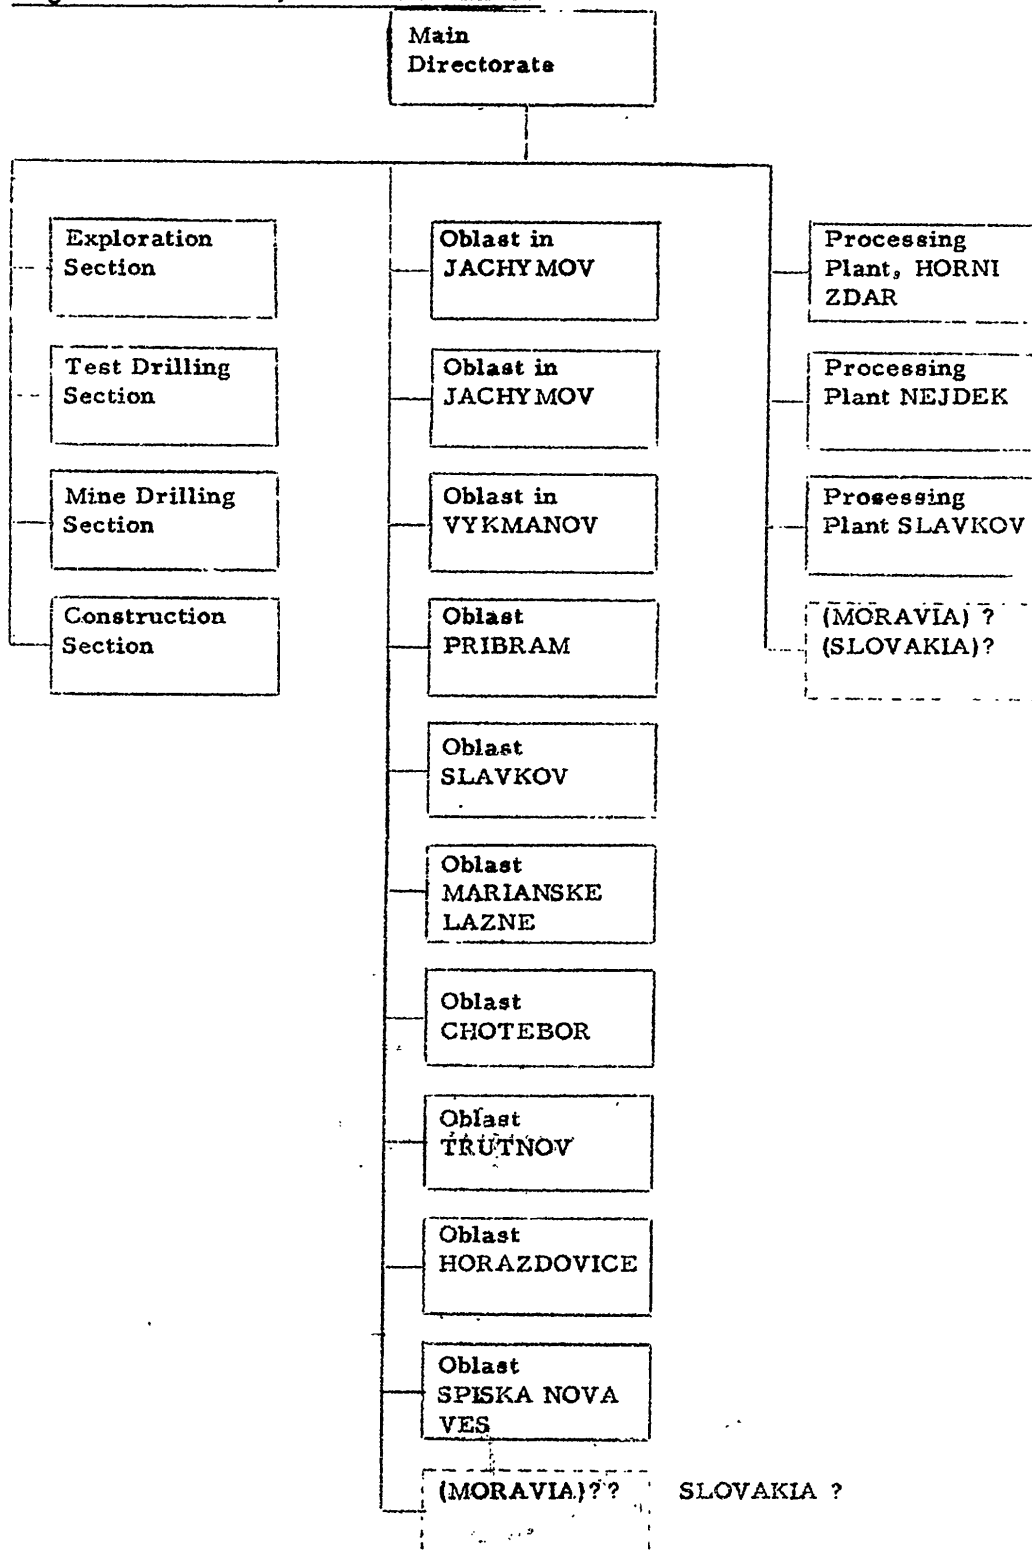 Main
Directorate
Exploration
Section
Test Drilling
Section
Mine Drilling
Section
Construction
Section
Oblast in
JACHYMOV
Oblast in
JACHYMOV
Oblast in
VYKMANOV
Oblast
PRIBRAM
Oblast
SLAVKOV
Oblast
MARIANSKE
LAZNE
Oblast
CHOTEBOR
Oblast
TRUTNOV
Oblast
HORAZDOVICE
Oblast
SPISKA NOVA
VES
(MORAVIA)??
SLOVAKIA ?
Processing
Plant, HORNI
ZDAR
Processing
Plant NEJDEK
Prosessing
Plant SLAVKOV
(MORAVIA) ?
(SLOVAKIA)?